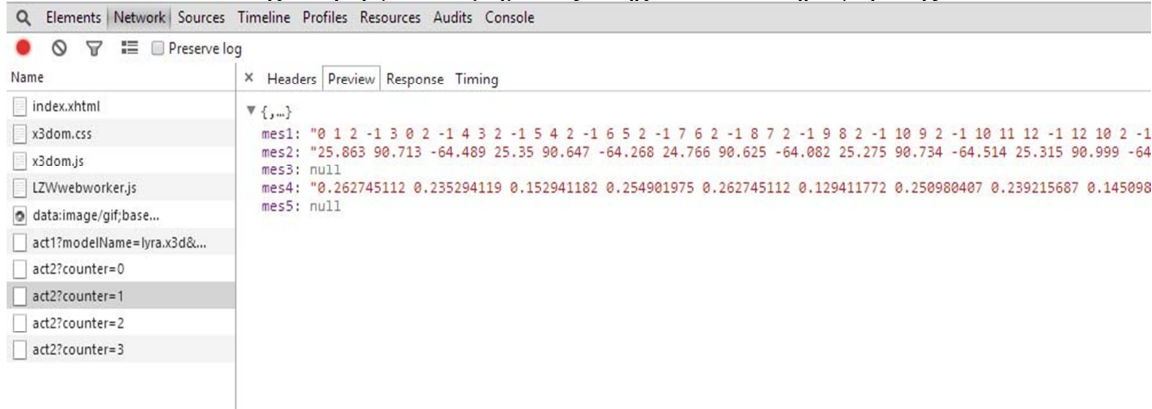 Elements Network Sources Timeline Profiles Resources Audits Console
Preserve log
Name
× Headers Preview Response Timing
index.xhtml
x3dom.css
x3dom.js
LZWwebworker.js
data:image/gif;base...
act1?modelName=lyra.x3d&...
act2?counter=0
act2?counter=1
act2?counter=2
act2?counter=3
▼{,…}
mes1: "0 1 2 -1 3 0 2 -1 4 3 2 -1 5 4 2 -1 6 5 2 -1 7 6 2 -1 8 7 2 -1 9 8 2 -1 10 9 2 -1 10 11 12 -1 12 10 2 -1
mes2: "25.863 90.713 -64.489 25.35 90.647 -64.268 24.766 90.625 -64.082 25.275 90.734 -64.514 25.315 90.999 -64
mes3: null
mes4: "0.262745112 0.235294119 0.152941182 0.254901975 0.262745112 0.129411772 0.250980407 0.239215687 0.145098
mes5: null